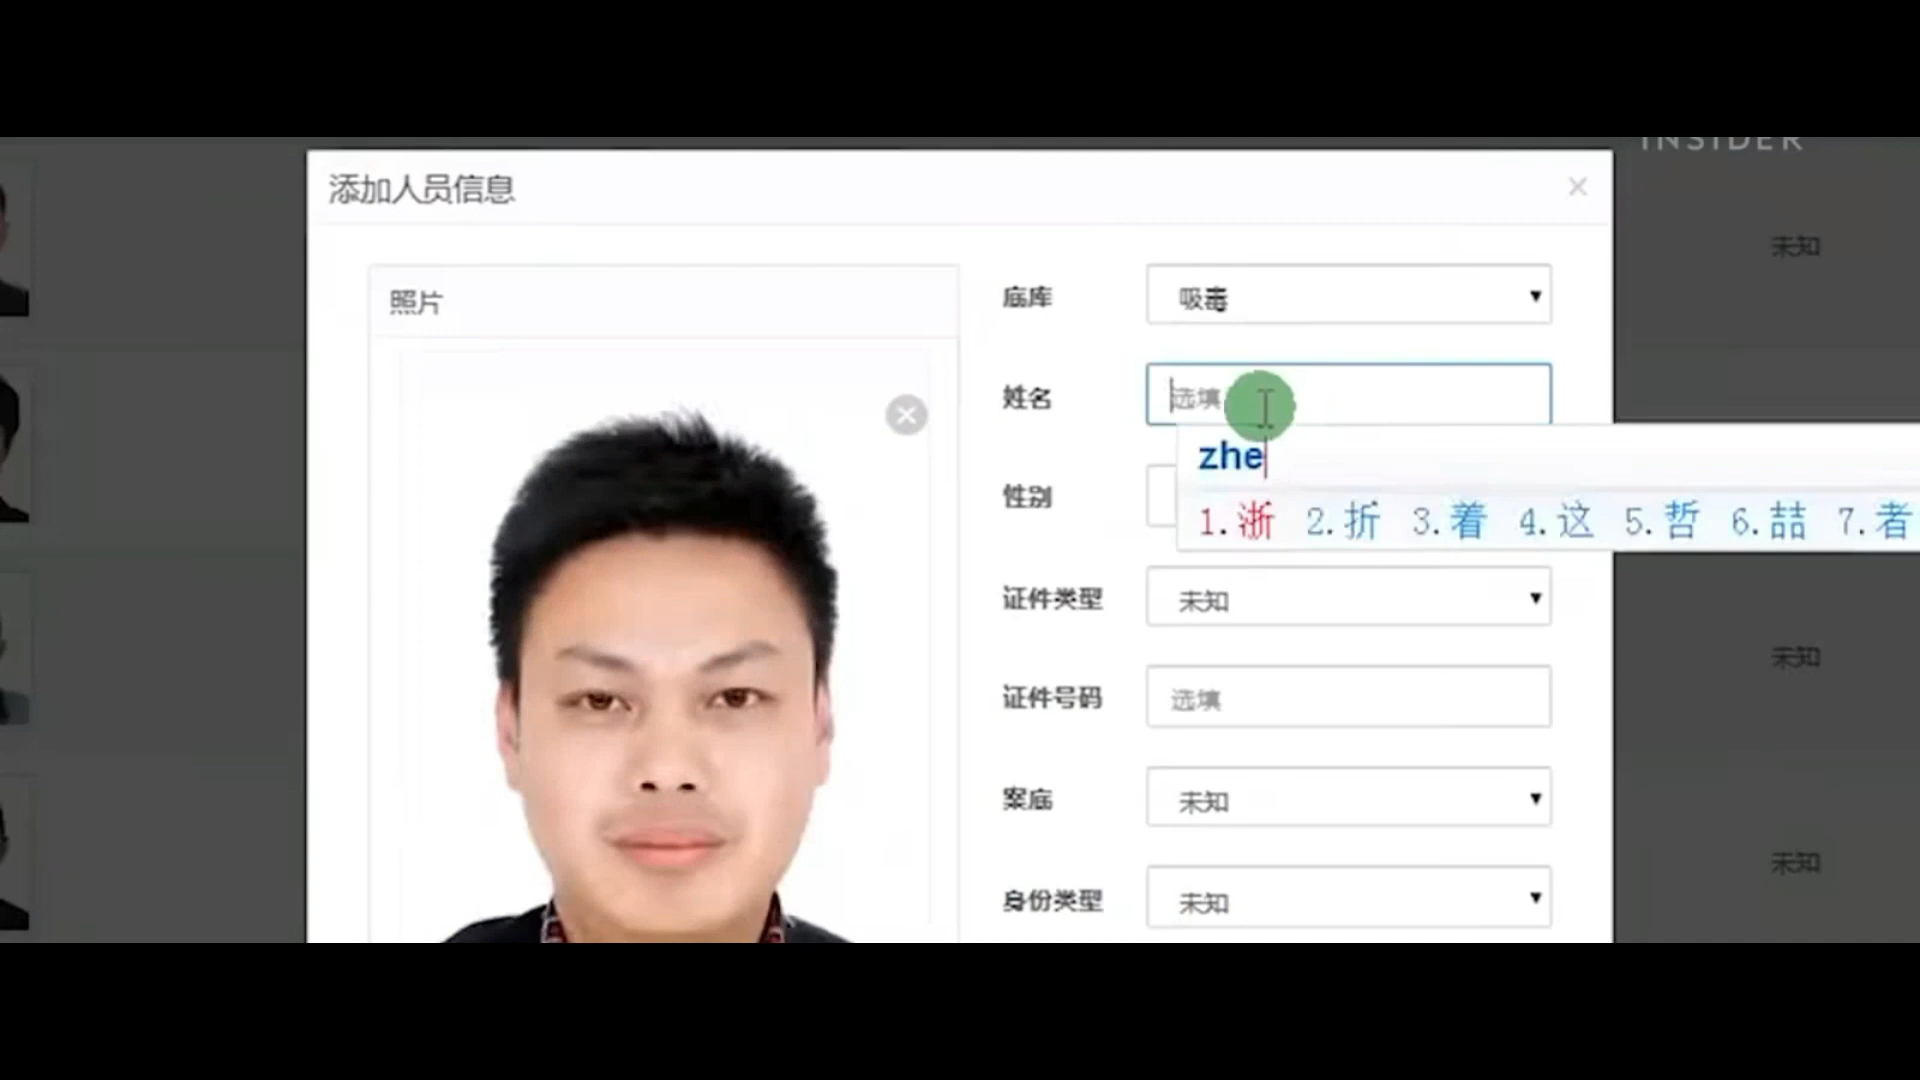 INSIDER
添加人员信息
×
未知
照片
底库
吸毒
姓名
选填
zhe
性别
1.浙 2.折 3.着 4.这 5.哲 6.喆 7.者
证件类型
未知
未知
证件号码
选填
案底
未知
未知
身份类型
未知